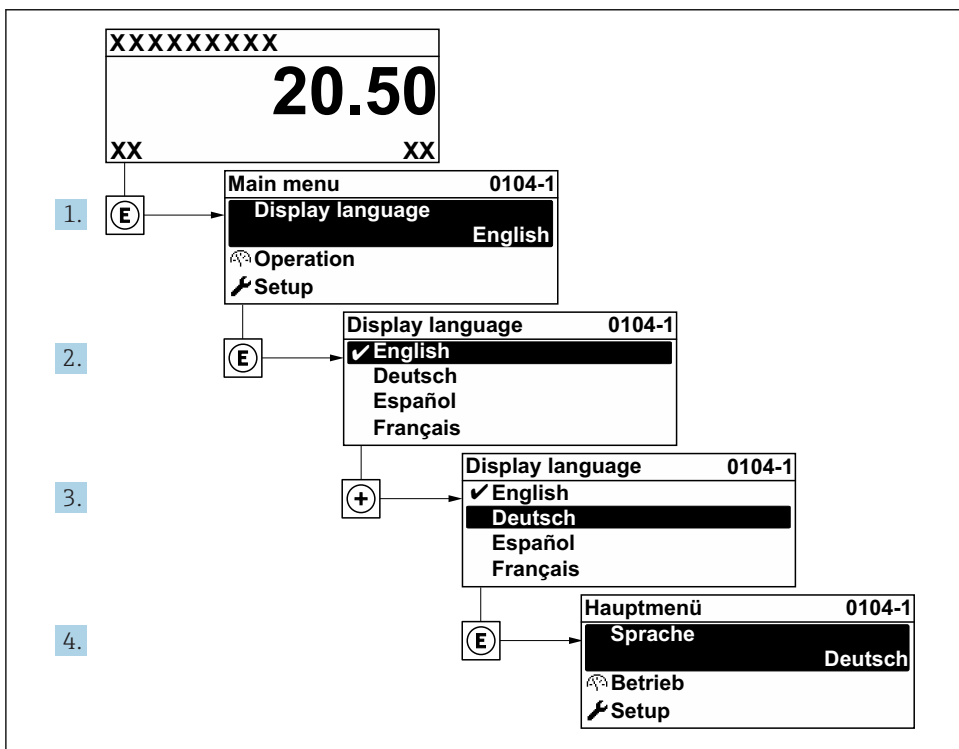 XXXXXXXXX
20.50
XX XX
1. E
Main menu 0104-1
Display language
English
Operation
Setup
2. E
Display language 0104-1
✔English
Deutsch
Español
Français
3. +
Display language 0104-1
✔English
Deutsch
Español
Français
4. E
Hauptmenü 0104-1
Sprache
Deutsch
Betrieb
Setup